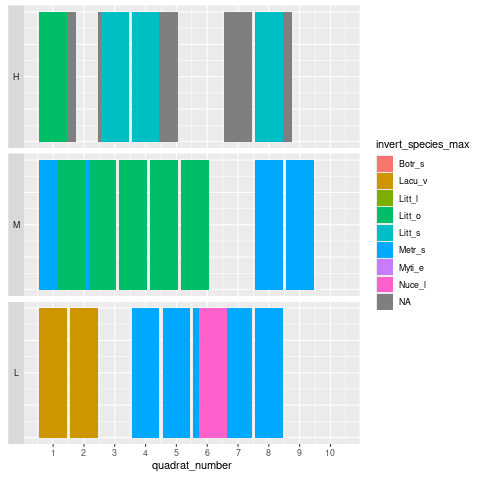 H
M
L
1 2 3 4 5 6 7 8 9 10
quadrat_number
invert_species_max
Botr_s
Lacu_v
Litt_l
Litt_o
Litt_s
Metr_s
Myti_e
Nuce_l
NA